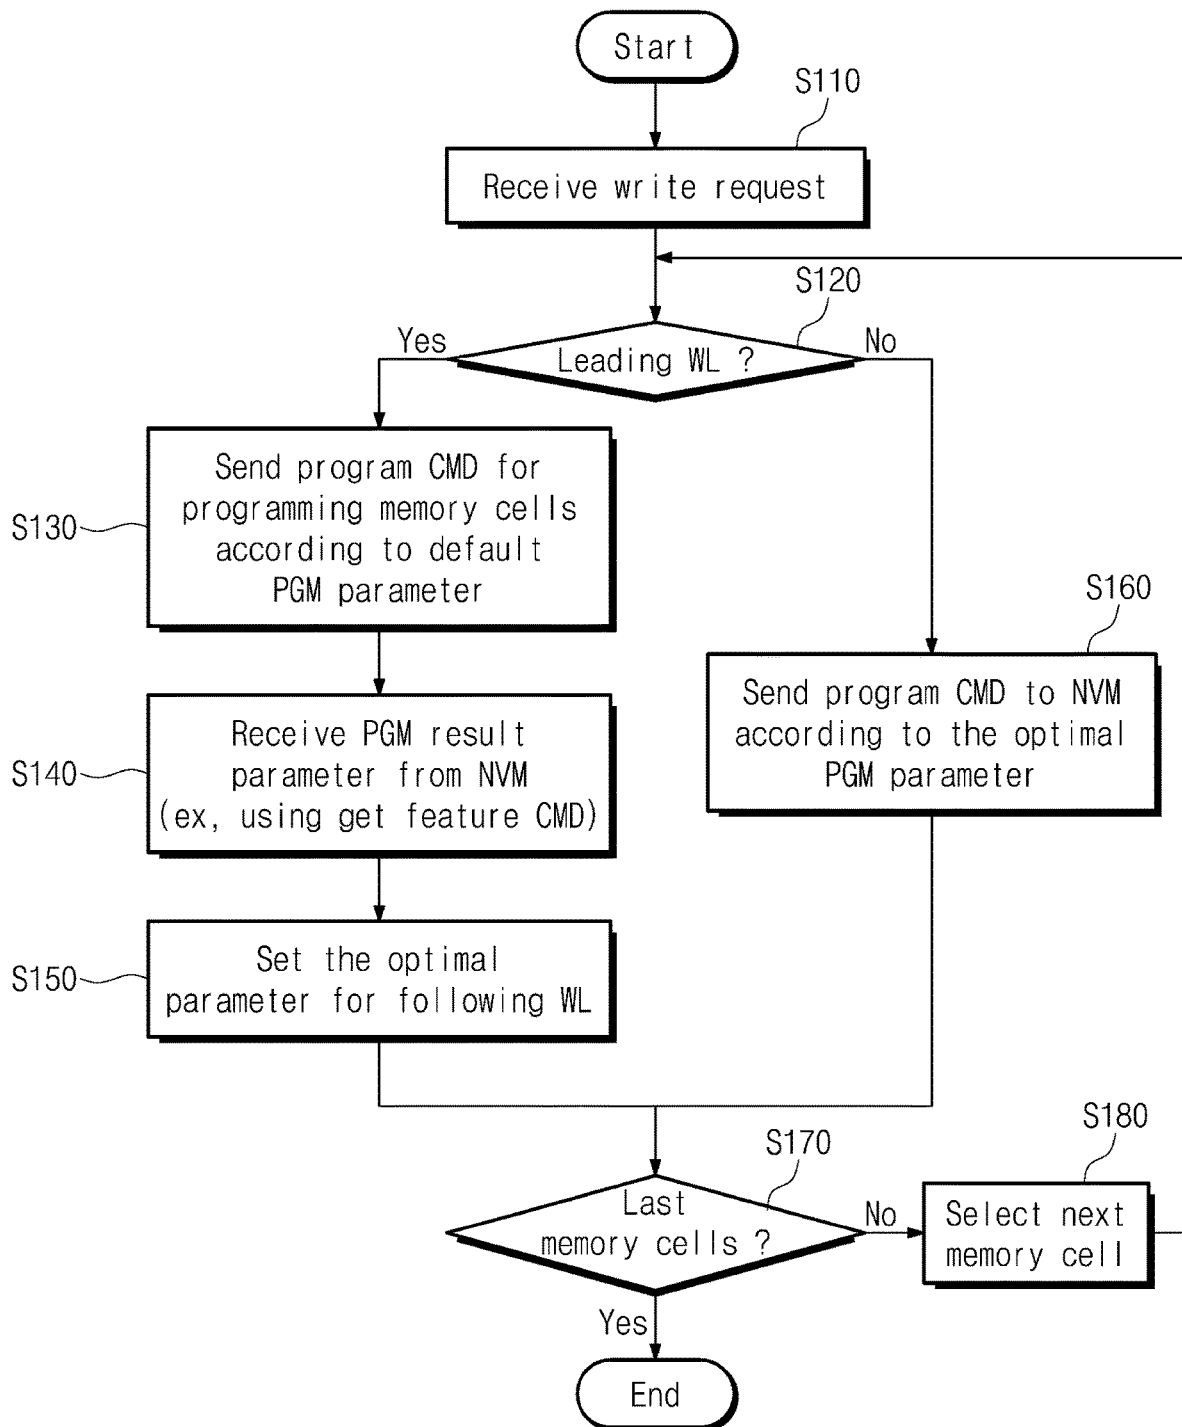 Start
S110
Receive write request
S120
Yes
No
Leading WL ?
S130
Send program CMD for
programming memory cells
according to default
PGM parameter
S160
Send program CMD to NVM
according to the optimal
PGM parameter
S140
Receive PGM result
parameter from NVM
(ex, using get feature CMD)
S150
Set the optimal
parameter for following WL
S170
Last
memory cells ?
No
S180
Select next
memory cell
Yes
End